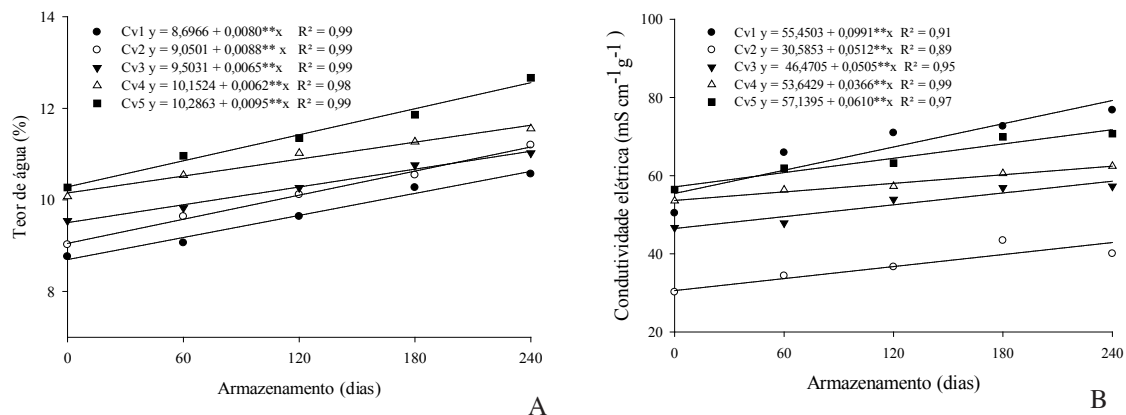 14
12
10
8
Teor de água (%)
Cv1 y = 8,6966 + 0,0080**x R² = 0,99
Cv2 y = 9,0501 + 0,0088** x R² = 0,99
Cv3 y = 9,5031 + 0,0065**x R² = 0,99
Cv4 y = 10,1524 + 0,0062**x R² = 0,98
Cv5 y = 10,2863 + 0,0095**x R² = 0,99
0 60 120 180 240
Armazenamento (dias)
A
100
80
60
40
20
Condutividade elétrica (mS cm⁻¹g⁻¹)
Cv1 y = 55,4503 + 0,0991**x R² = 0,91
Cv2 y = 30,5853 + 0,0512**x R² = 0,89
Cv3 y = 46,4705 + 0,0505**x R² = 0,95
Cv4 y = 53,6429 + 0,0366**x R² = 0,99
Cv5 y = 57,1395 + 0,0610**x R² = 0,97
0 60 120 180 240
Armazenamento (dias)
B